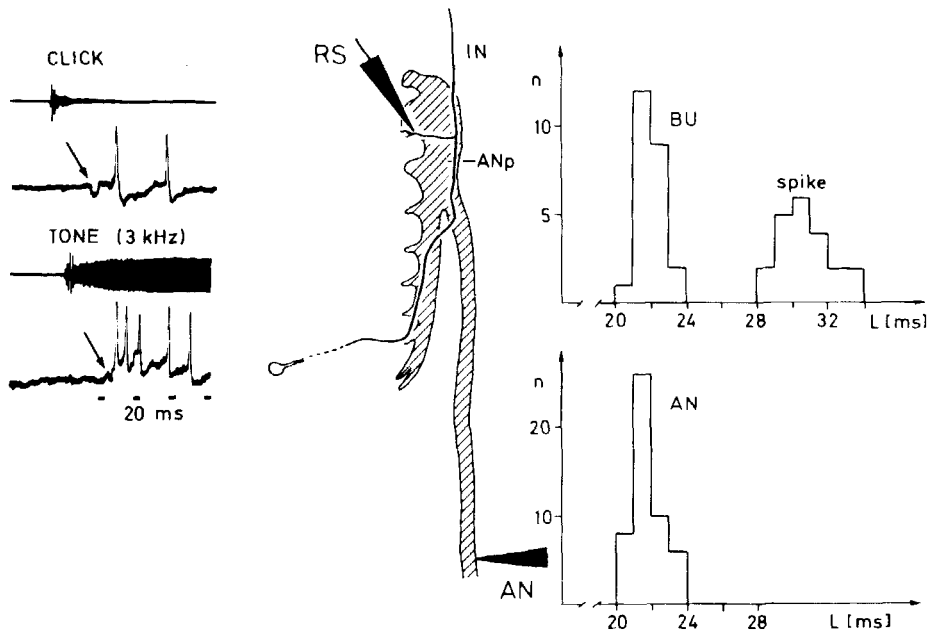 CLICK
TONE (3 kHz)
20 ms
RS
IN
ANp
AN
n
10
5
BU
spike
20 24 28 32 L [ms]
n
20
10
AN
20 24 28 L [ms]